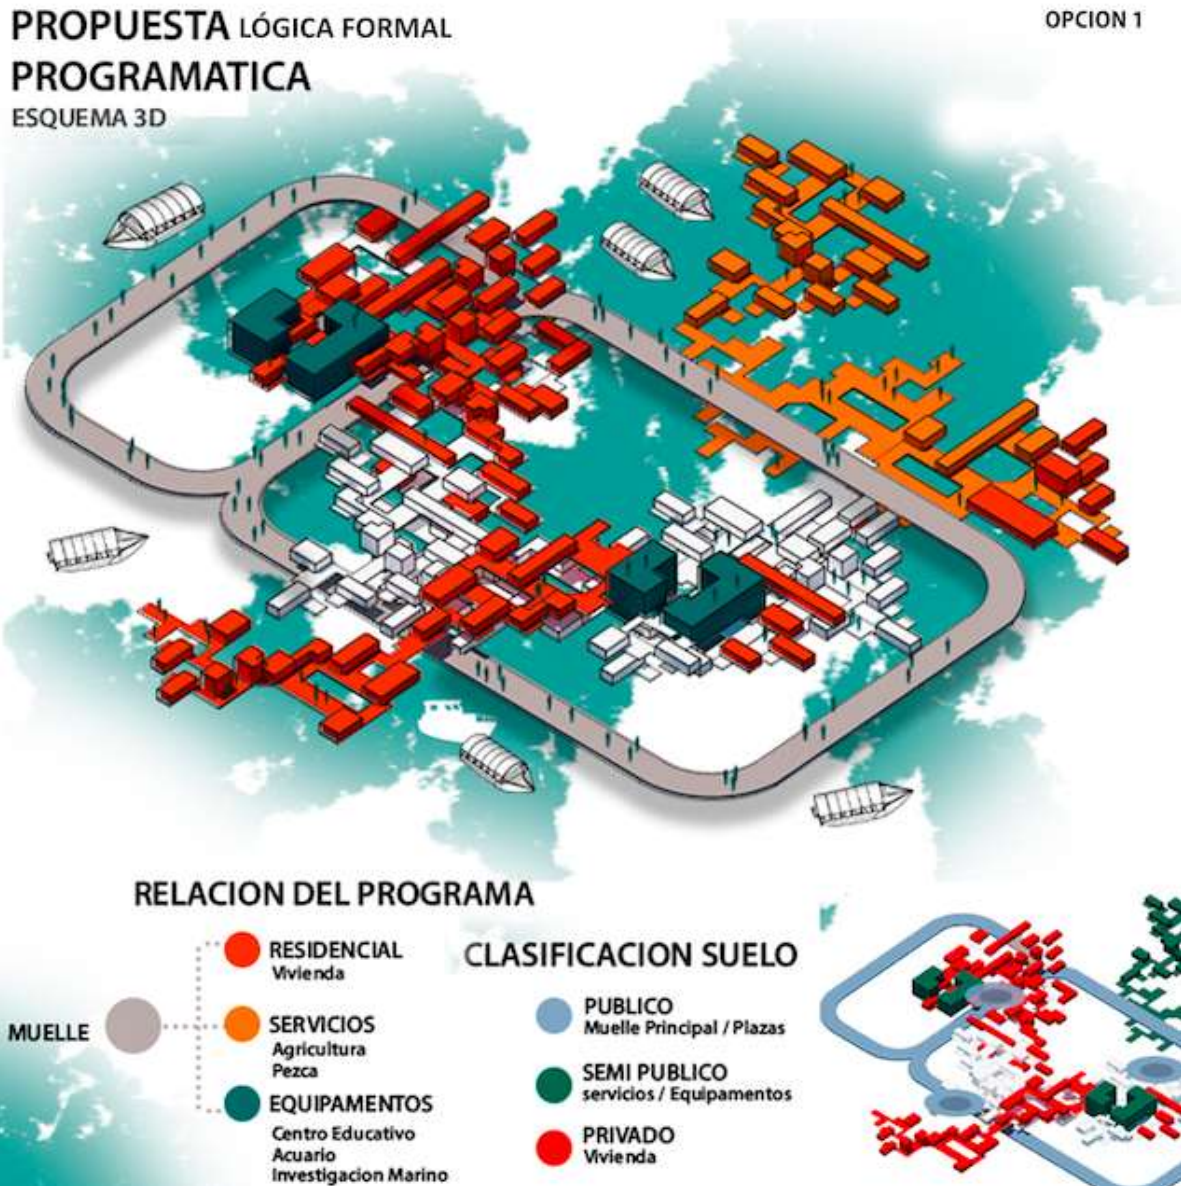 PROPUESTA LÓGICA FORMAL
OPCION 1
PROGRAMATICA
ESQUEMA 3D
RELACION DEL PROGRAMA
MUELLE
RESIDENCIAL
Vivienda
SERVICIOS
Agricultura
Pezca
EQUIPAMENTOS
Centro Educativo
Acuario
Investigacion Marino
CLASIFICACION SUELO
PUBLICO
Muelle Principal / Plazas
SEMI PUBLICO
servicios / Equipamentos
PRIVADO
Vivienda